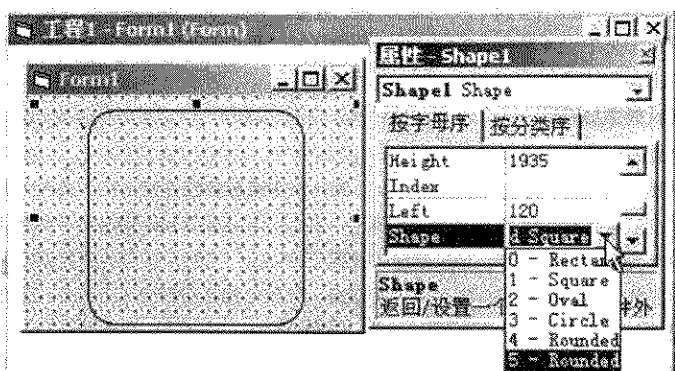 工程1 - Form1 (Form)
Form1
属性 - Shape1
Shape1 Shape
按字母序 按分类序
Height 1935
Index
Left 120
Shape d Square
0 - Rectan
1 - Square
2 - Oval
3 - Circle
4 - Rounded
5 - Rounded
Shape
返回/设置一个 件外